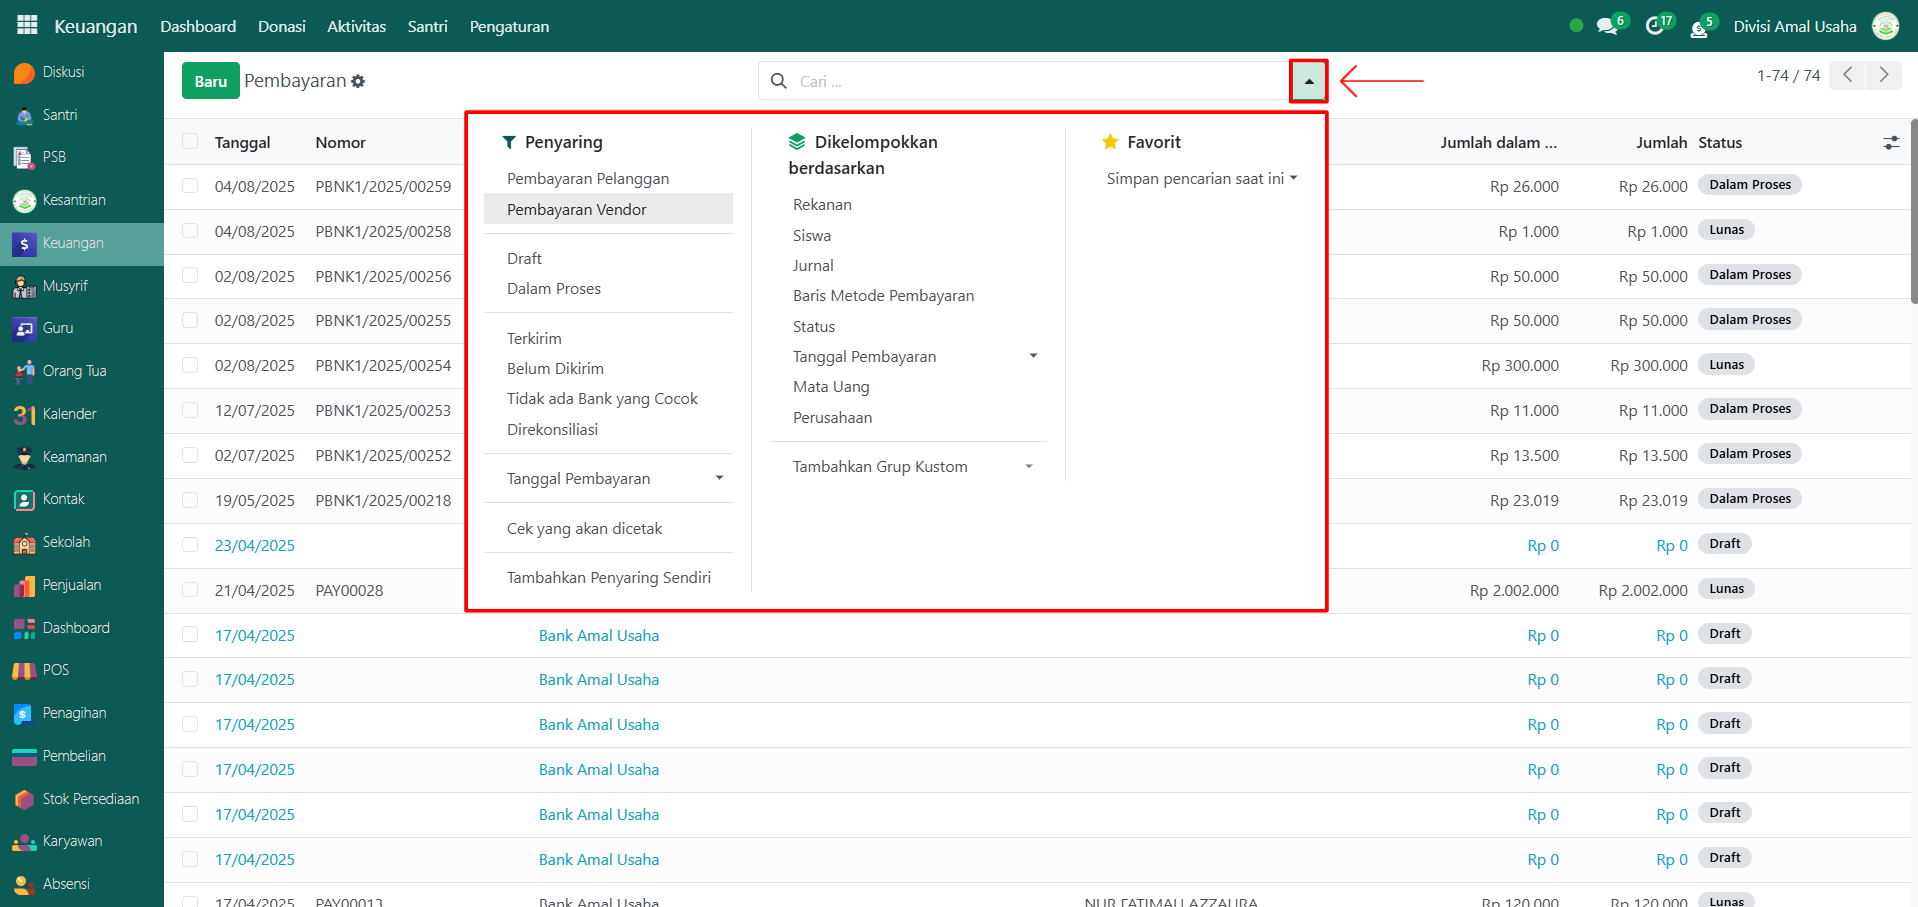 Keuangan Dashboard Donasi Aktivitas Santri Pengaturan 6 17 5 Divisi Amal Usaha
Diskusi
Santri
PSB
Kesantrian
Keuangan
Musyrif
Guru
Orang Tua
31 Kalender
Keamanan
Kontak
Sekolah
Penjualan
Dashboard
POS
Penagihan
Pembelian
Stok Persediaan
Karyawan
Absensi
Baru Pembayaran Cari ... 1-74 / 74
Tanggal Nomor Jumlah dalam ... Jumlah Status
04/08/2025 PBNK1/2025/00259 Rp 26.000 Rp 26.000 Dalam Proses
04/08/2025 PBNK1/2025/00258 Rp 1.000 Rp 1.000 Lunas
02/08/2025 PBNK1/2025/00256 Rp 50.000 Rp 50.000 Dalam Proses
02/08/2025 PBNK1/2025/00255 Rp 50.000 Rp 50.000 Dalam Proses
02/08/2025 PBNK1/2025/00254 Rp 300.000 Rp 300.000 Lunas
12/07/2025 PBNK1/2025/00253 Rp 11.000 Rp 11.000 Dalam Proses
02/07/2025 PBNK1/2025/00252 Rp 13.500 Rp 13.500 Dalam Proses
19/05/2025 PBNK1/2025/00218 Rp 23.019 Rp 23.019 Dalam Proses
23/04/2025 Rp 0 Rp 0 Draft
21/04/2025 PAY00028 Rp 2.002.000 Rp 2.002.000 Lunas
Penyaring
Pembayaran Pelanggan
Pembayaran Vendor
Draft
Dalam Proses
Terkirim
Belum Dikirim
Tidak ada Bank yang Cocok
Direkonsiliasi
Tanggal Pembayaran
Cek yang akan dicetak
Tambahkan Penyaring Sendiri
Dikelompokkan
berdasarkan
Rekanan
Siswa
Jurnal
Baris Metode Pembayaran
Status
Tanggal Pembayaran
Mata Uang
Perusahaan
Tambahkan Grup Kustom
Favorit
Simpan pencarian saat ini
17/04/2025 Bank Amal Usaha Rp 0 Rp 0 Draft
17/04/2025 Bank Amal Usaha Rp 0 Rp 0 Draft
17/04/2025 Bank Amal Usaha Rp 0 Rp 0 Draft
17/04/2025 Bank Amal Usaha Rp 0 Rp 0 Draft
17/04/2025 Bank Amal Usaha Rp 0 Rp 0 Draft
17/04/2025 Bank Amal Usaha Rp 0 Rp 0 Draft
17/04/2025 PAY00013 Bank Amal Usaha NUR FATIMAH AZZAHRA Rp 120.000 Rp 120.000 Lunas